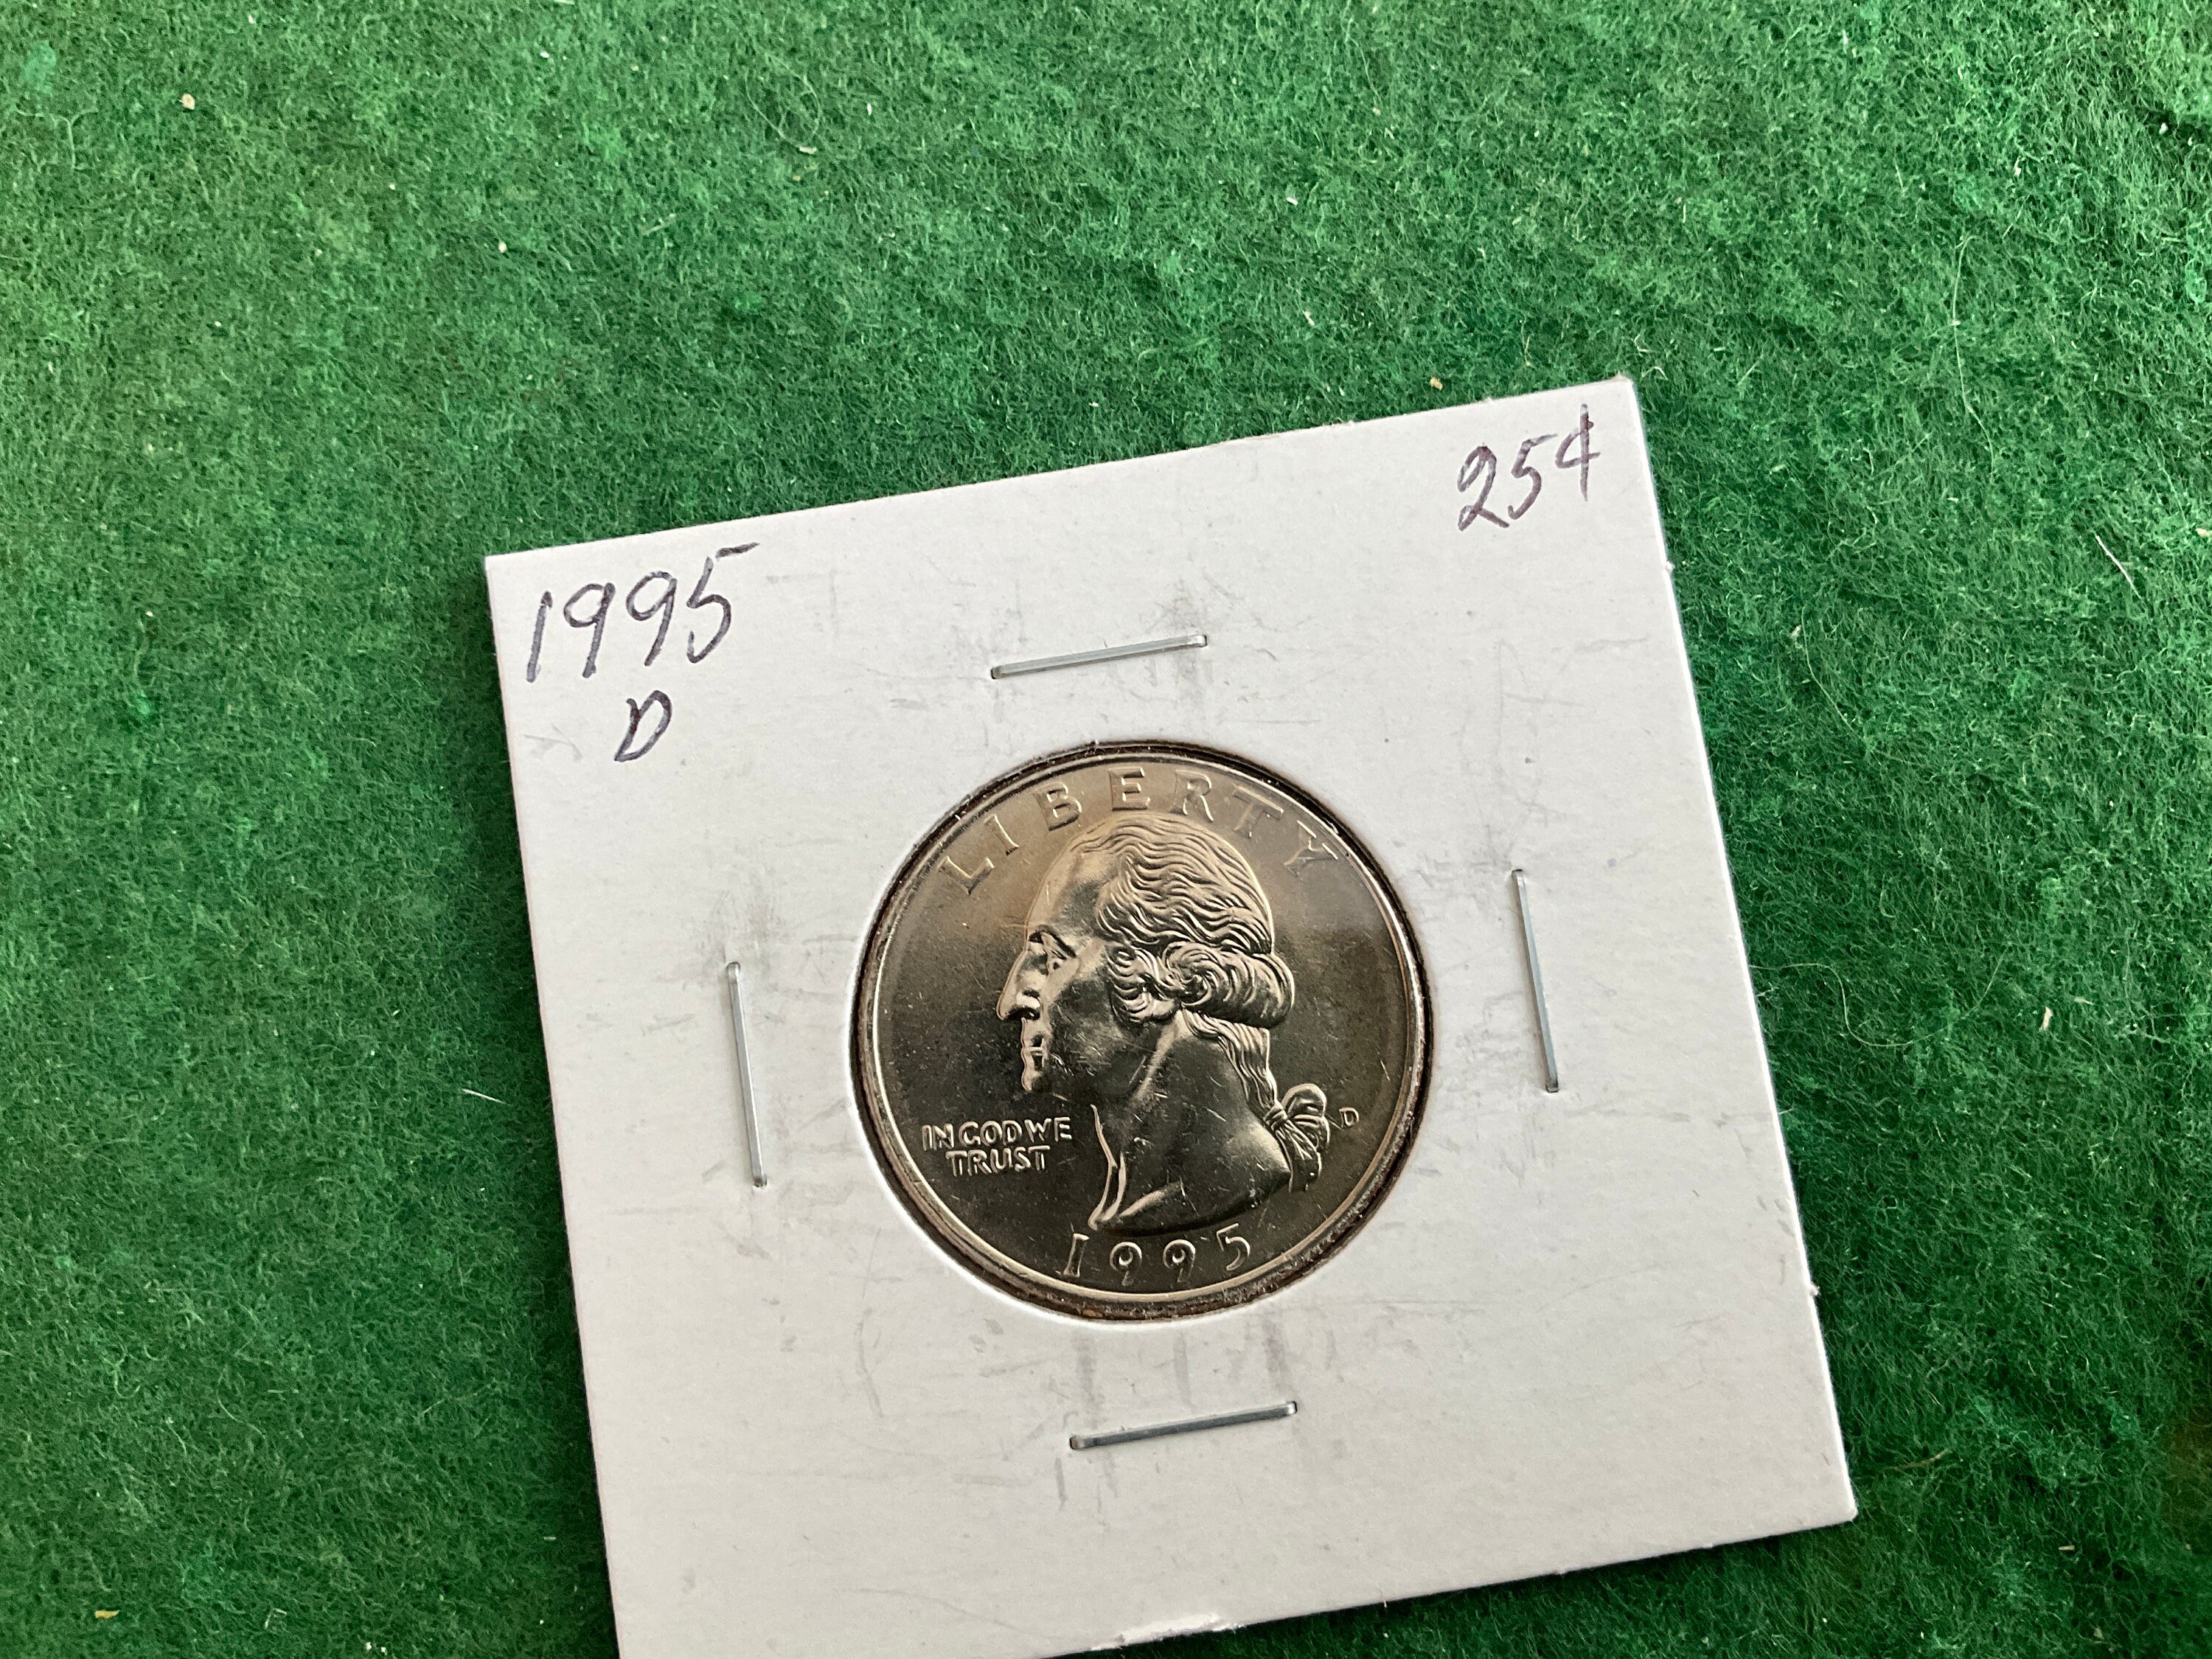 25¢
1995
D
LIBERTY
IN GOD WE
TRUST
D
1995